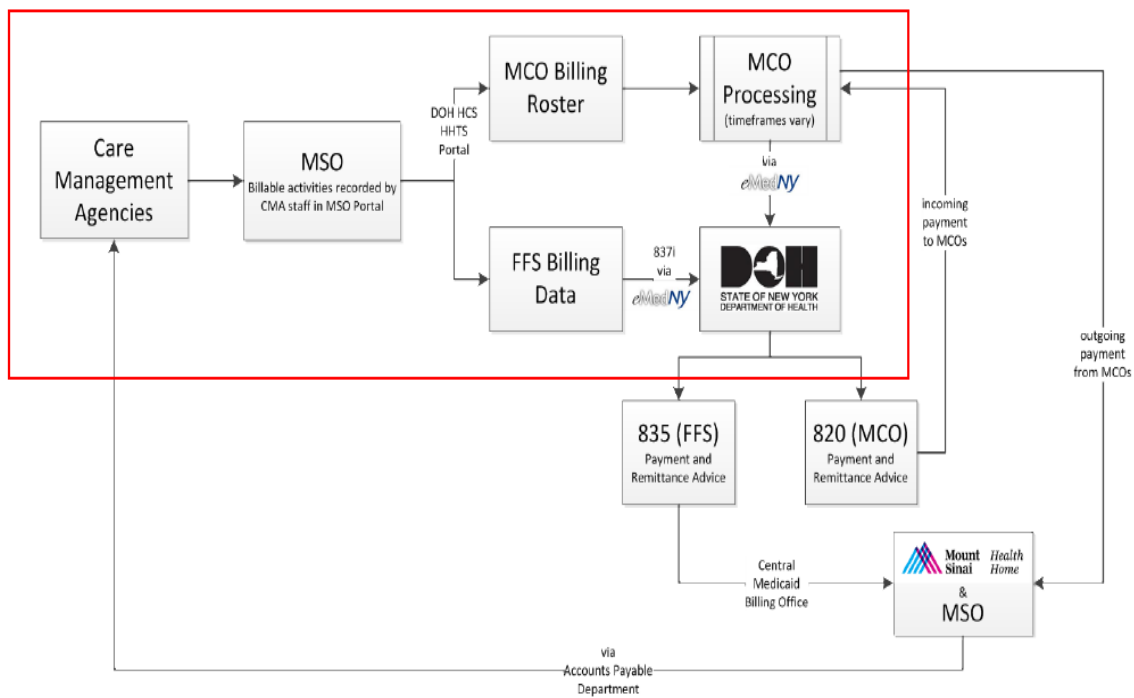 Care
Management
Agencies
MSO
Billable activities recorded by
CMA staff in MSO Portal
DOH HCS
HHTS
Portal
MCO Billing
Roster
MCO
Processing
(timeframes vary)
via
eMedNY
FFS Billing
Data
837i
via
eMedNY
DOH
STATE OF NEW YORK
DEPARTMENT OF HEALTH
incoming
payment
to MCOs
outgoing
payment
from MCOs
835 (FFS)
Payment and
Remittance Advice
820 (MCO)
Payment and
Remittance Advice
Central
Medicaid
Billing Office
Mount Health
Sinai Home
&
MSO
via
Accounts Payable
Department